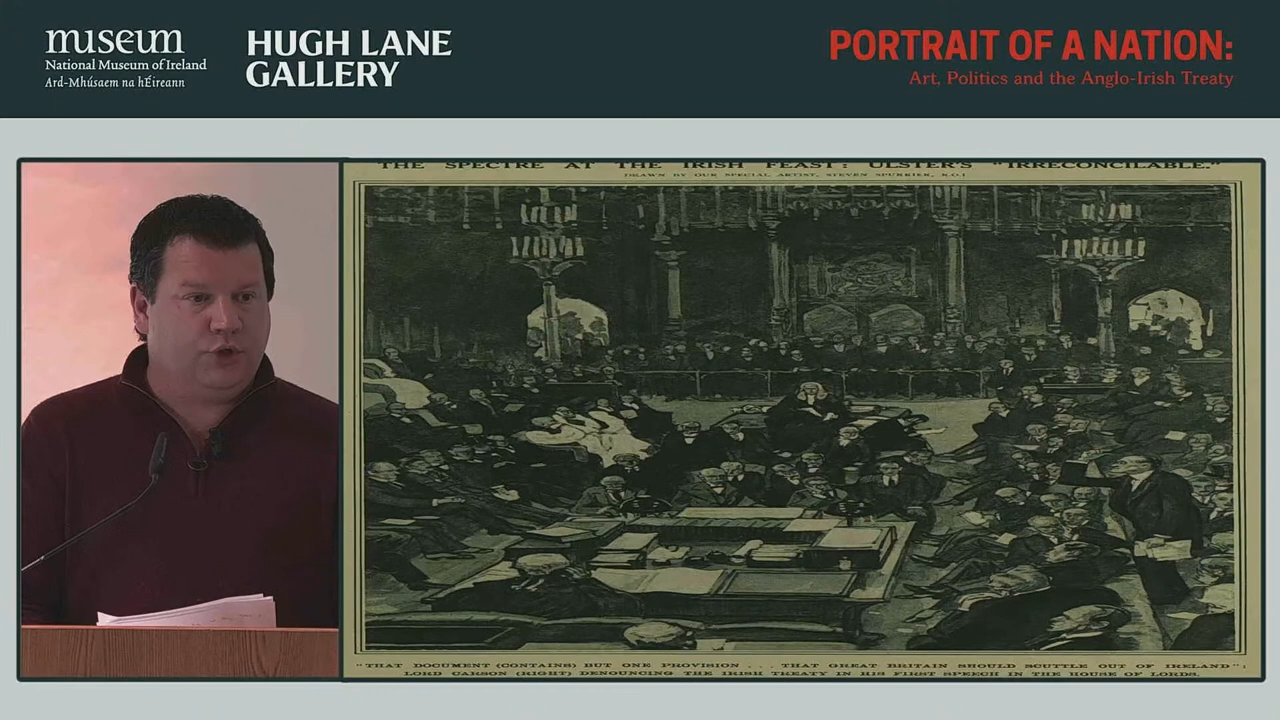 museum
National Museum of Ireland
Ard-Mhúsaem na hÉireann
HUGH LANE
GALLERY
PORTRAIT OF A NATION:
Art, Politics and the Anglo-Irish Treaty
THE SPECTRE AT THE IRISH FEAST: ULSTER'S "IRRECONCILABLE."
DRAWN BY OUR SPECIAL ARTIST, STEVEN SPURRIER, R.O.I.
"THAT DOCUMENT (CONTAINS) BUT ONE PROVISION . . . THAT GREAT BRITAIN SHOULD SCUTTLE OUT OF IRELAND":
LORD CARSON (RIGHT) DENOUNCING THE IRISH TREATY IN HIS FIRST SPEECH IN THE HOUSE OF LORDS.